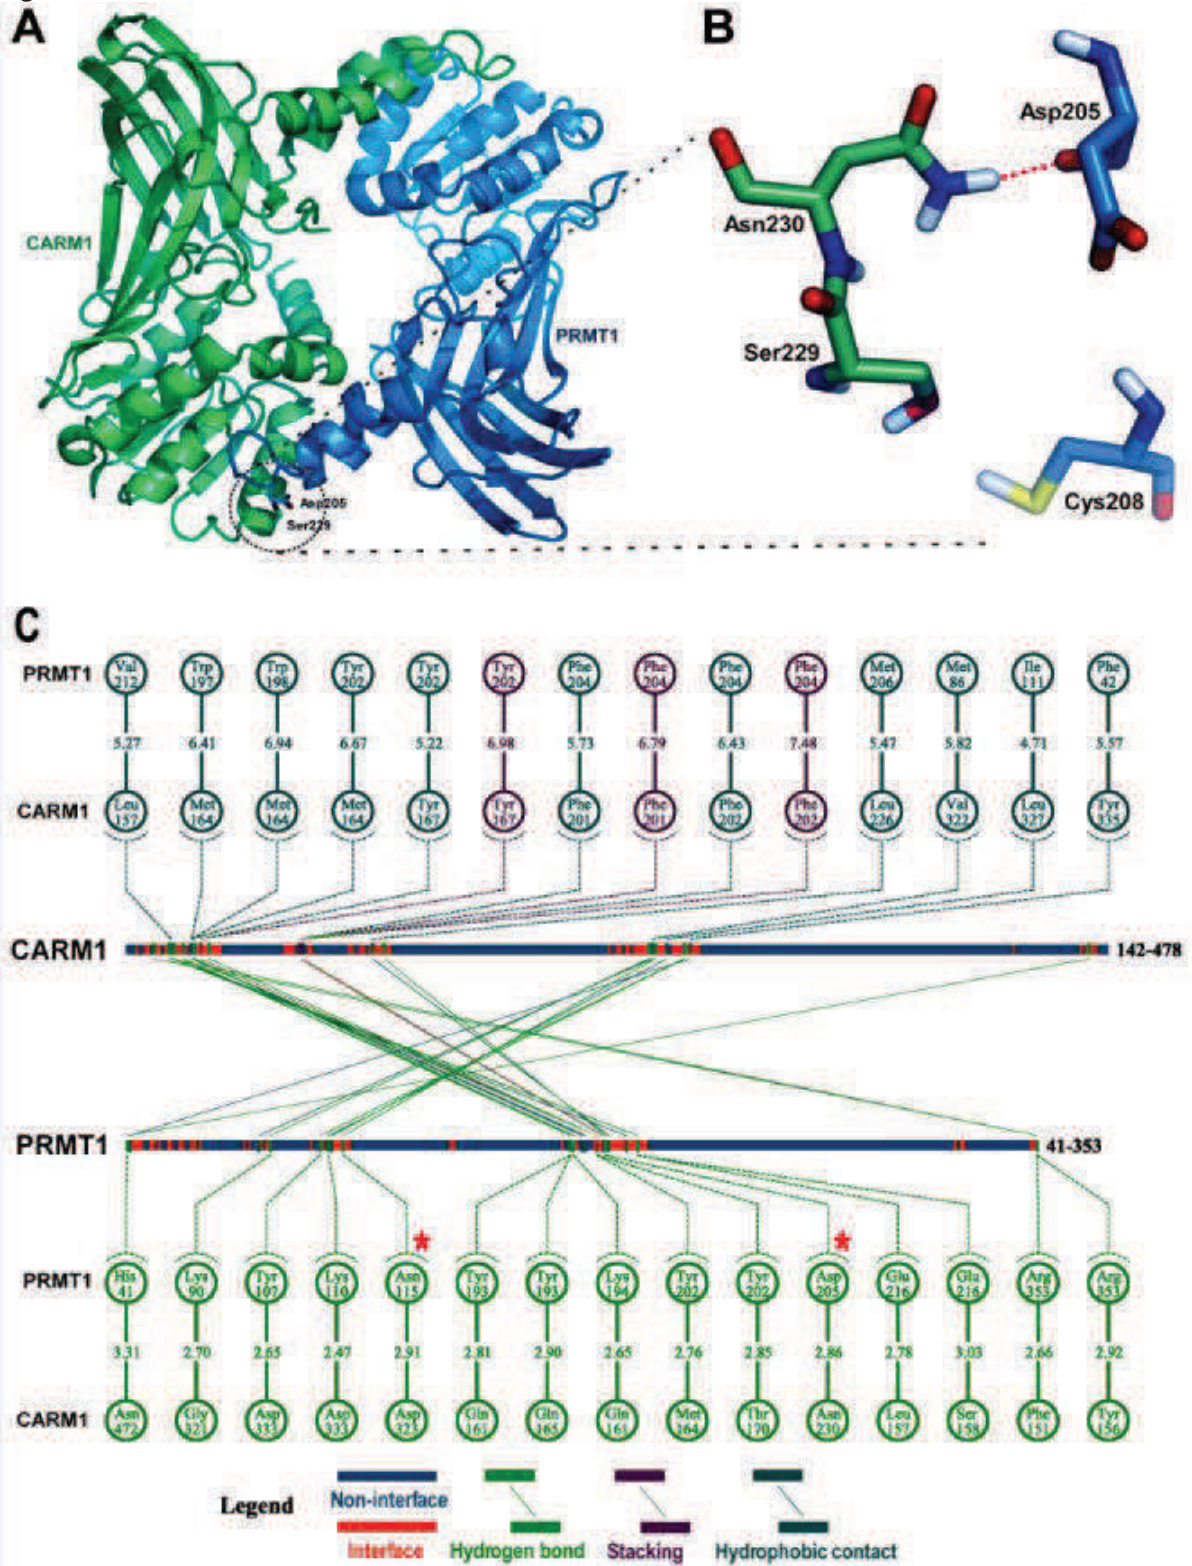 A
B
CARM1
PRMT1
Asp205
Ser229
Asp205
Asn230
Ser229
Cys208
C
PRMT1 Val 212 Trp 197 Trp 198 Tyr 202 Tyr 202 Tyr 202 Phe 204 Phe 204 Phe 204 Phe 204 Met 206 Met 86 Ile 111 Phe 42
5.27 6.41 6.94 6.67 5.22 6.98 5.73 6.79 6.43 7.48 5.47 5.82 4.71 5.57
CARM1 Leu 157 Met 164 Met 164 Met 164 Tyr 167 Tyr 167 Phe 201 Phe 201 Phe 202 Phe 202 Leu 226 Val 322 Leu 327 Tyr 335
CARM1 142-478
PRMT1 41-353
* *
PRMT1 His 41 Lys 90 Tyr 107 Lys 110 Asn 115 Tyr 193 Tyr 193 Lys 194 Tyr 202 Tyr 202 Asp 205 Glu 216 Glu 216 Arg 353 Arg 353
3.31 2.70 2.65 2.47 2.91 2.81 2.90 2.65 2.76 2.85 2.86 2.78 3.03 2.66 2.92
CARM1 Asn 472 Gly 321 Asp 333 Asp 333 Asp 323 Gln 161 Gln 165 Gln 161 Met 164 Thr 170 Asn 230 Leu 157 Ser 158 Phe 151 Tyr 156
Legend
Non-interface
Interface
Hydrogen bond
Stacking
Hydrophobic contact